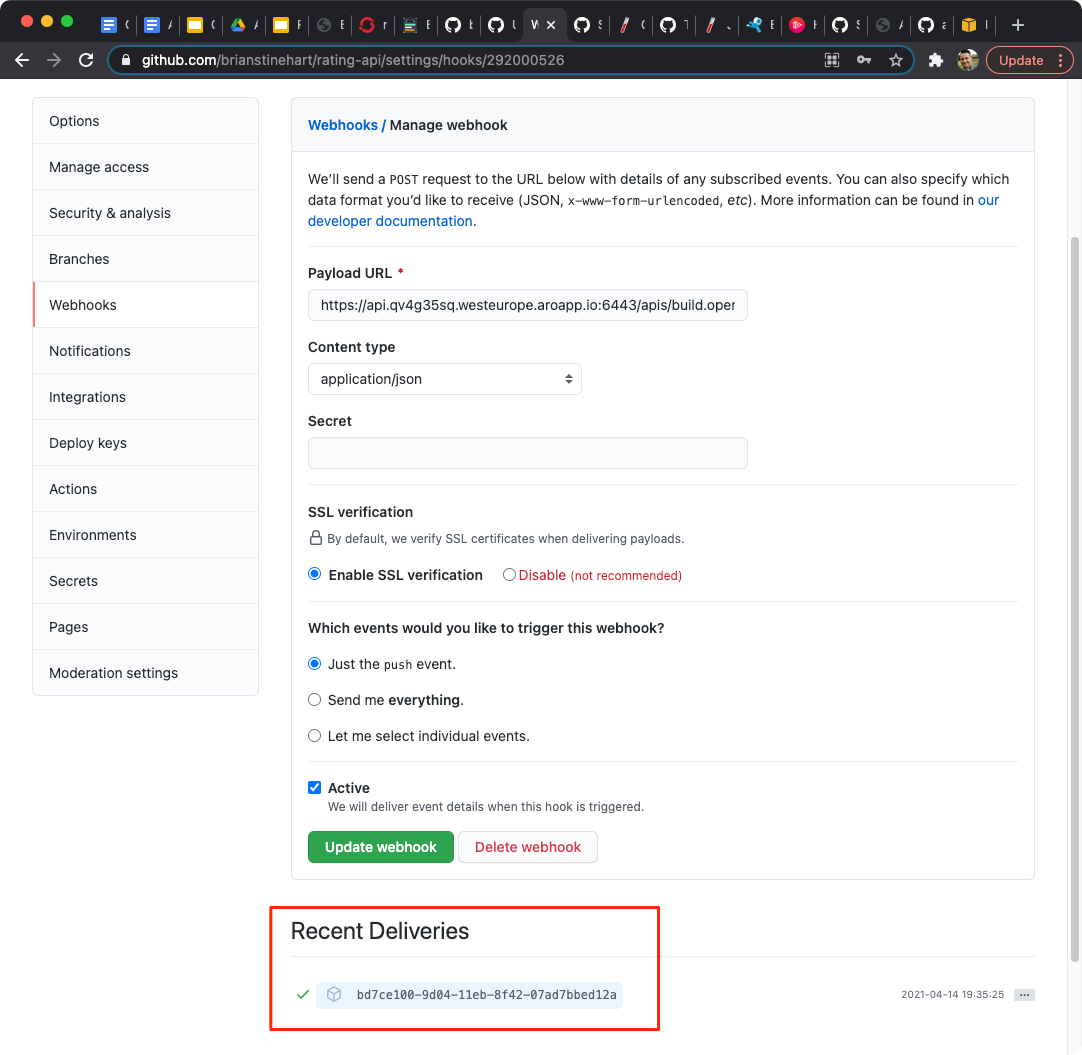 github.com/brianstinehart/rating-api/settings/hooks/292000526
Update
Options
Manage access
Security & analysis
Branches
Webhooks
Notifications
Integrations
Deploy keys
Actions
Environments
Secrets
Pages
Moderation settings
Webhooks / Manage webhook
We’ll send a POST request to the URL below with details of any subscribed events. You can also specify which
data format you’d like to receive (JSON, x-www-form-urlencoded, etc). More information can be found in our
developer documentation.
Payload URL *
https://api.qv4g35sq.westeurope.aroapp.io:6443/apis/build.oper
Content type
application/json
Secret
SSL verification
By default, we verify SSL certificates when delivering payloads.
Enable SSL verification Disable (not recommended)
Which events would you like to trigger this webhook?
Just the push event.
Send me everything.
Let me select individual events.
Active
We will deliver event details when this hook is triggered.
Update webhook Delete webhook
Recent Deliveries
bd7ce100-9d04-11eb-8f42-07ad7bbed12a 2021-04-14 19:35:25 ...